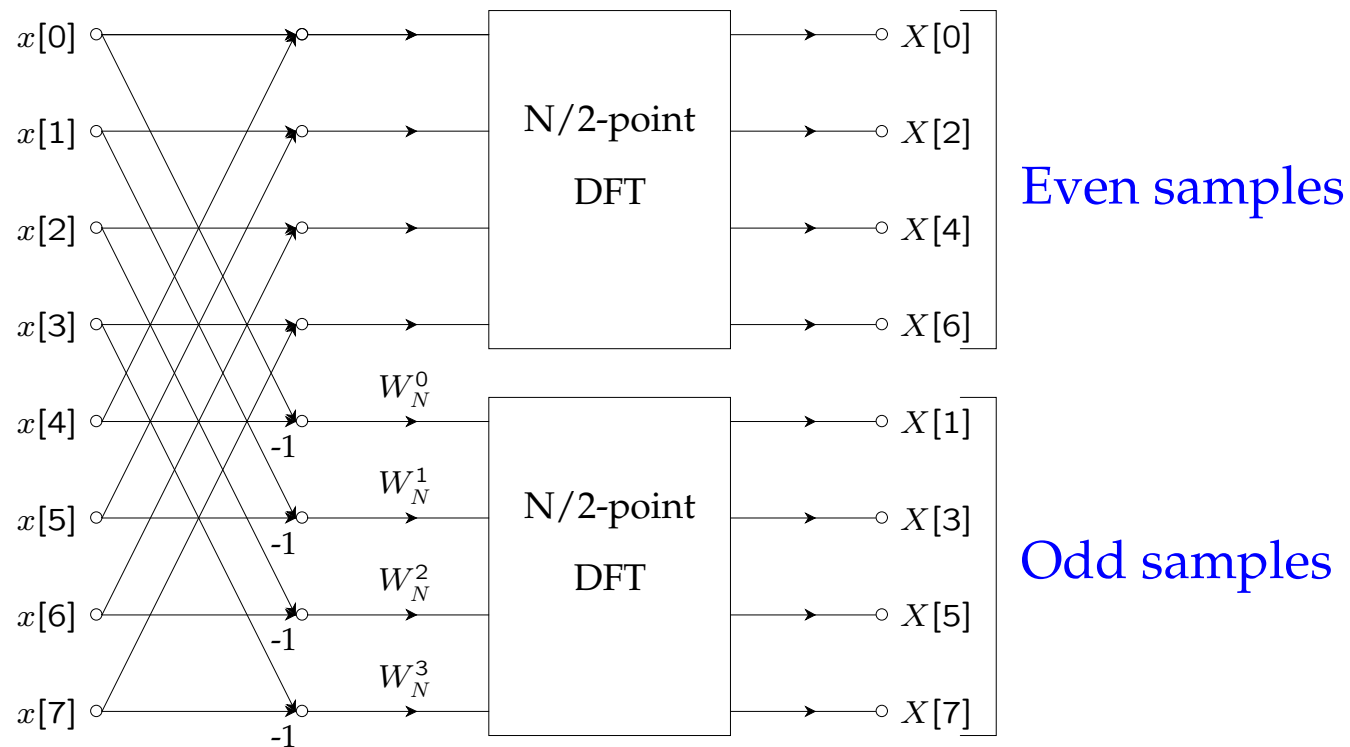 x[0] X[0]
x[1] N/2-point X[2]
DFT Even samples
x[2] X[4]
x[3] X[6]
W_N^0
x[4] X[1]
-1
W_N^1
x[5] N/2-point X[3]
-1
DFT Odd samples
W_N^2
x[6] X[5]
-1
W_N^3
x[7] X[7]
-1